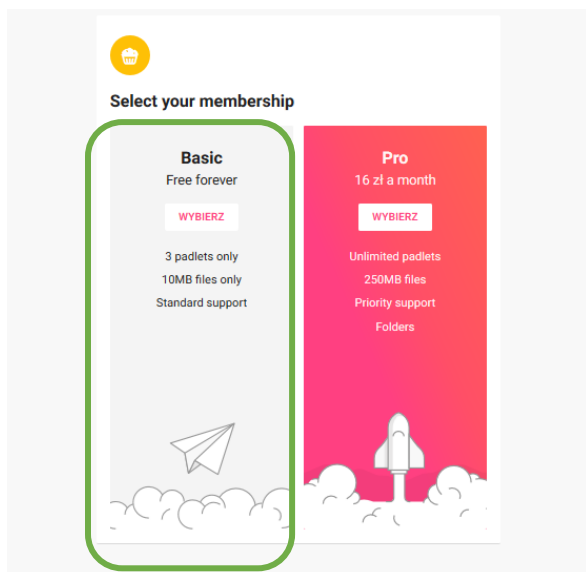 Select your membership
Basic
Free forever
WYBIERZ
3 padlets only
10MB files only
Standard support
Pro
16 zł a month
WYBIERZ
Unlimited padlets
250MB files
Priority support
Folders